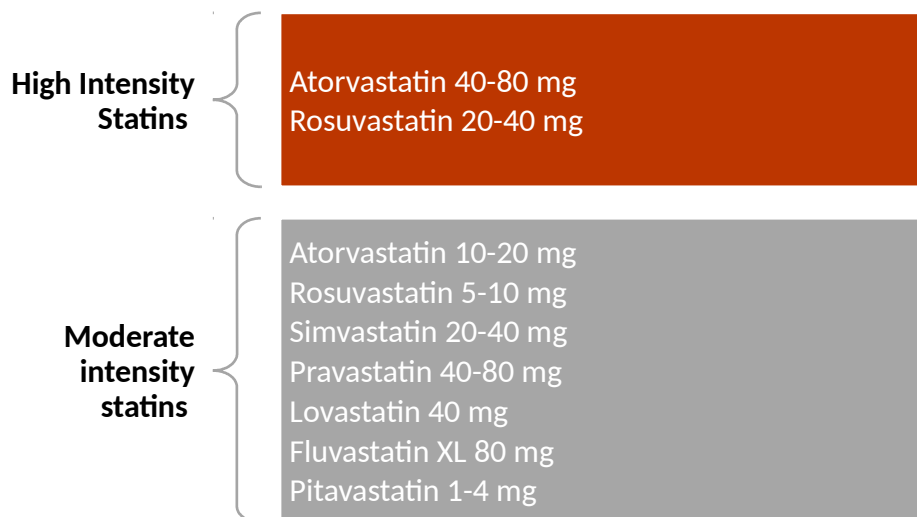 High Intensity
Statins
Atorvastatin 40-80 mg
Rosuvastatin 20-40 mg
Moderate
intensity
statins
Atorvastatin 10-20 mg
Rosuvastatin 5-10 mg
Simvastatin 20-40 mg
Pravastatin 40-80 mg
Lovastatin 40 mg
Fluvastatin XL 80 mg
Pitavastatin 1-4 mg